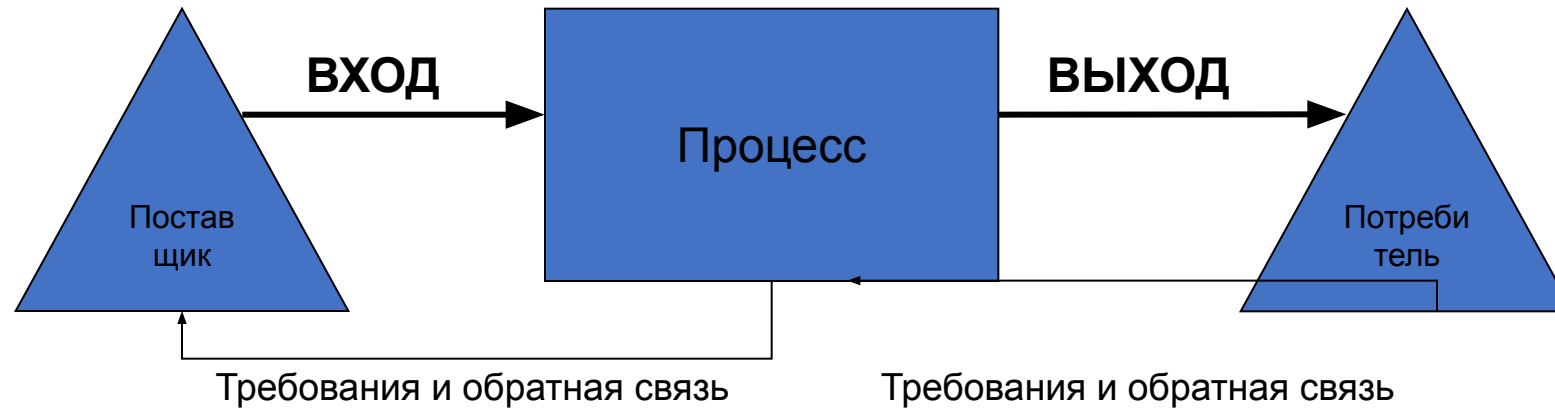 ВХОД
ВЫХОД
Процесс
Постав
щик
Потреби
тель
Требования и обратная связь
Требования и обратная связь